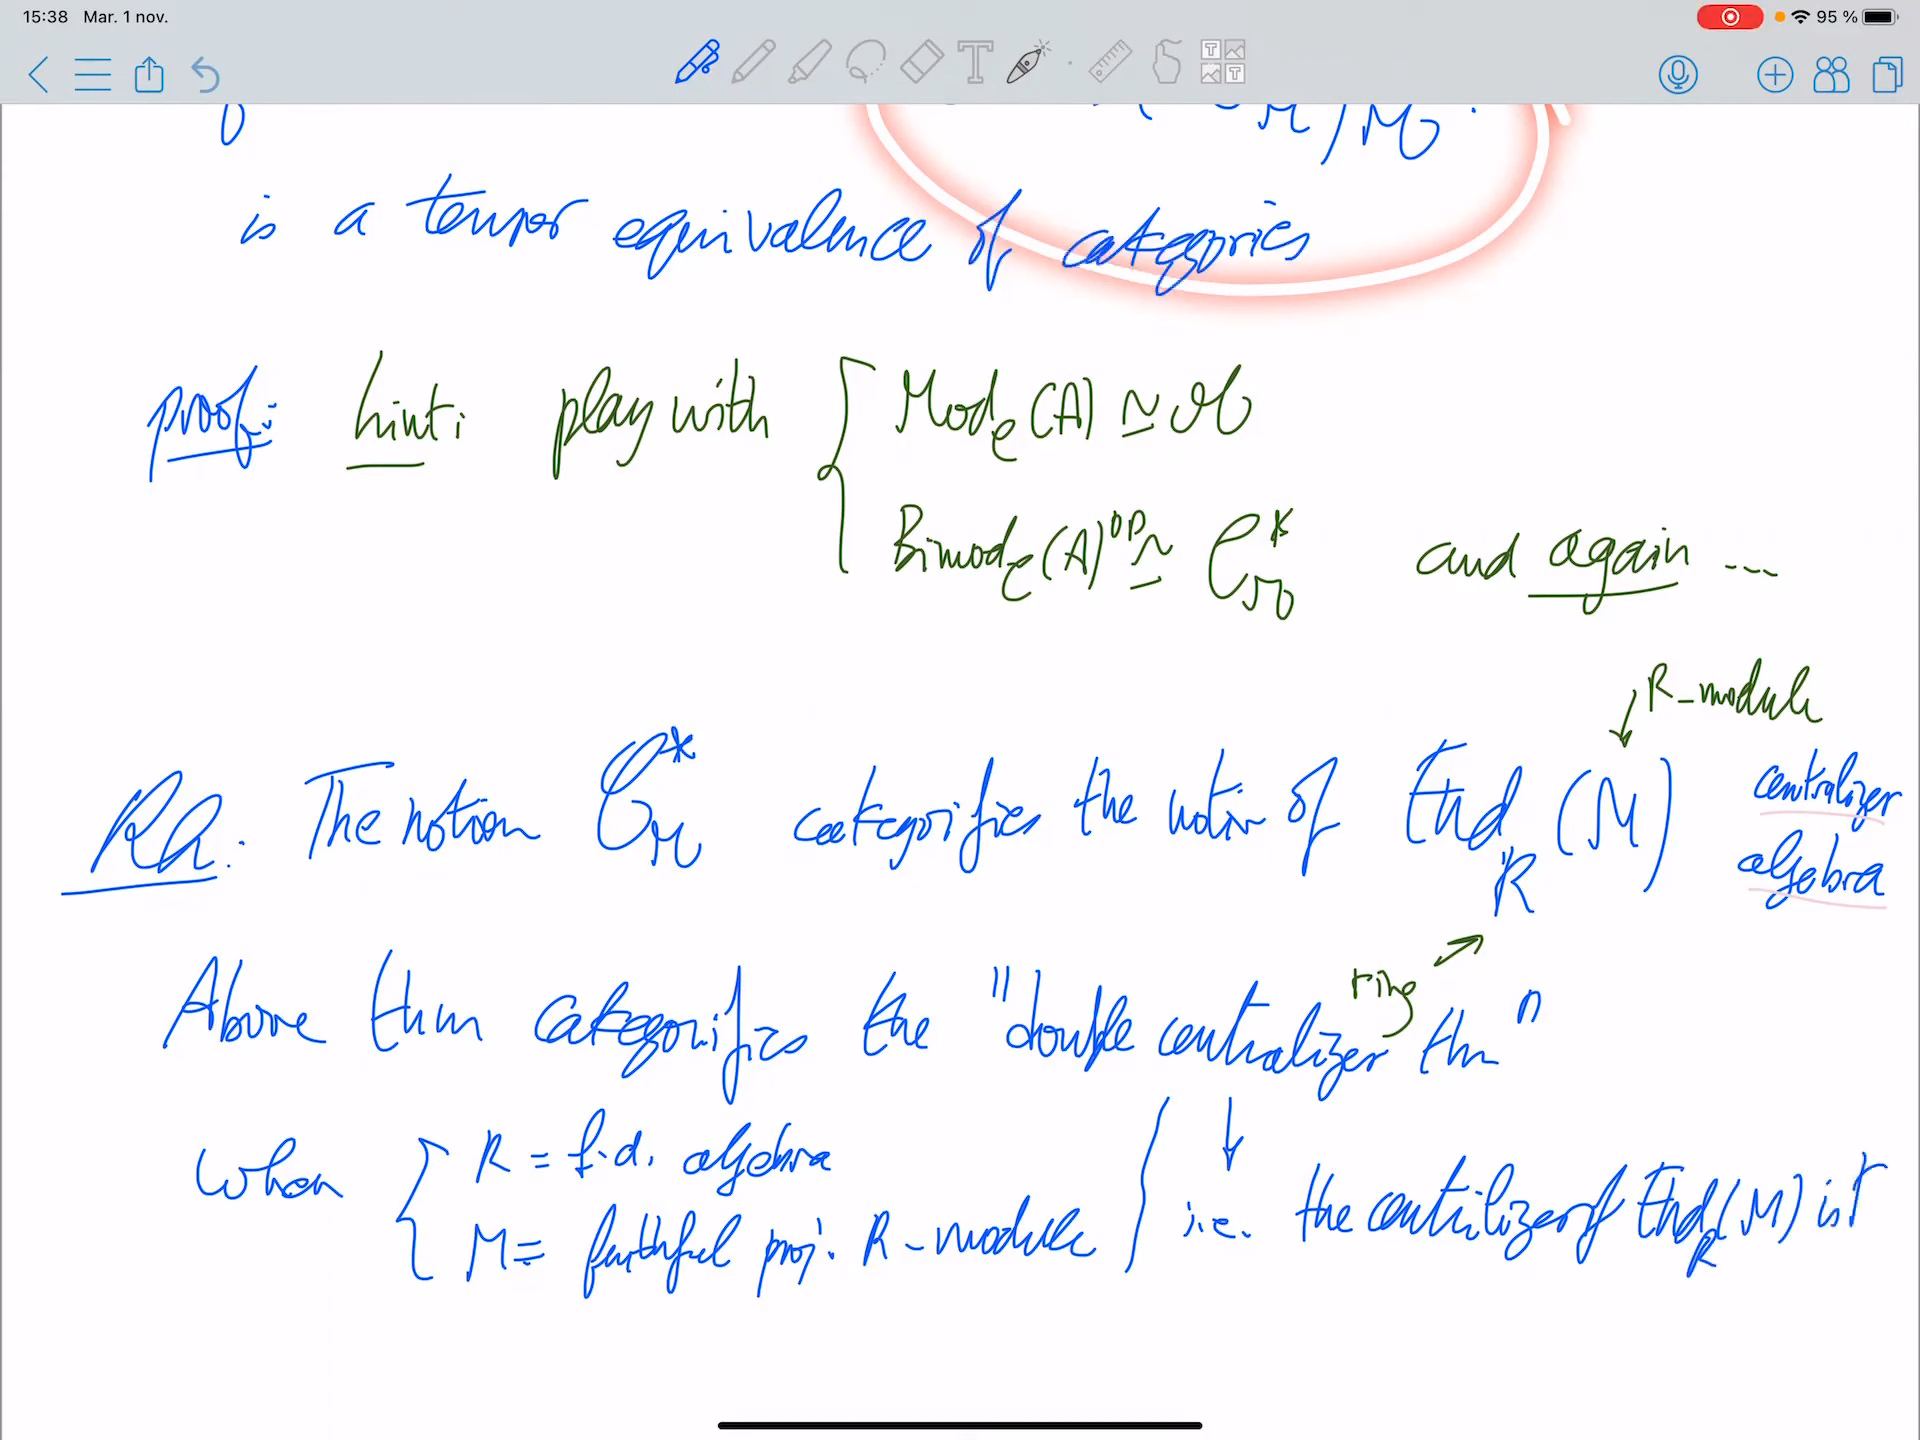 15:38 Mar. 1 nov. 95 %
is a tensor equivalence of categories
proof: hint: play with { Mod_C(A) ≃ M
Bimod_C(A)^op ≃ C*_M and again ...
R-module
Rk: The notion C*_M categorifies the notion of End_R(M) centralizer algebra
ring
Above thm categorifies the "double centralizer thm"
when { R = f.d. algebra
M = faithful proj. R-module } i.e. the centralizer of End_R(M) is R